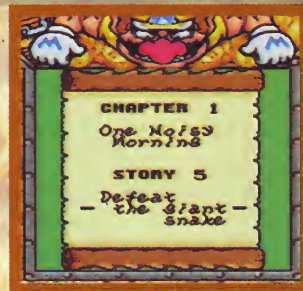 CHAPTER 1
One Noisy
Morning
STORY 5
Defeat
the giant
snake